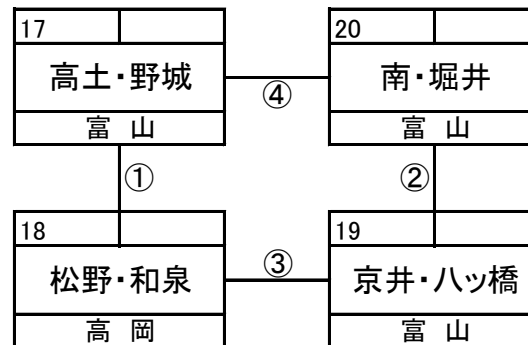 17
高土・野城
富 山
20
南・堀井
富 山
④
①
②
18
松野・和泉
高 岡
③
19
京井・八ッ橋
富 山